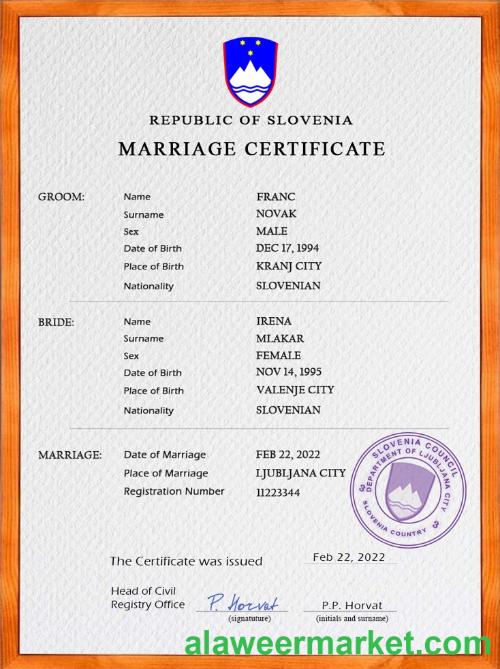 REPUBLIC OF SLOVENIA
MARRIAGE CERTIFICATE
GROOM: Name FRANC
Surname NOVAK
Sex MALE
Date of Birth DEC 17, 1994
Place of Birth KRANJ CITY
Nationality SLOVENIAN
BRIDE: Name IRENA
Surname MLAKAR
Sex FEMALE
Date of Birth NOV 14, 1995
Place of Birth VALENJE CITY
Nationality SLOVENIAN
MARRIAGE: Date of Marriage FEB 22, 2022
Place of Marriage LJUBLJANA CITY
Registration Number 11223344
SLOVENIA COUNCIL
DEPARTMENT OF LJUBLJANA CITY
SLOVENIA COUNTRY
The Certificate was issued Feb 22, 2022
Head of Civil
Registry Office P. Horvat P.P. Horvat
(signatuture) (initials and surname)
alaweermarket.com